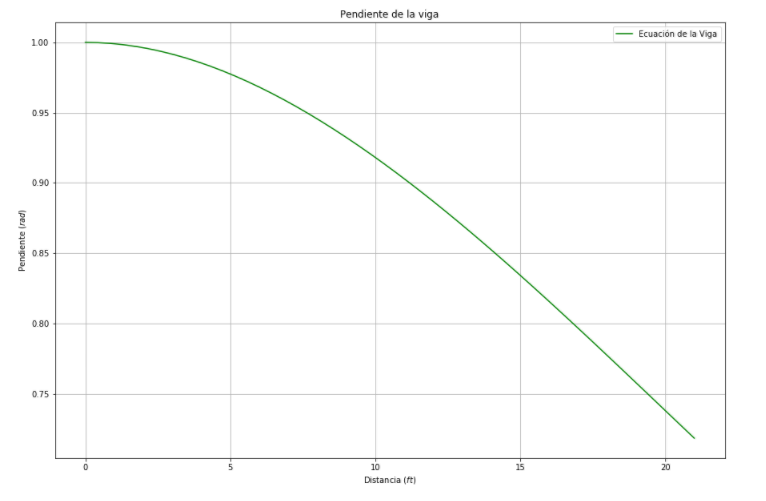 Pendiente de la viga
Ecuación de la Viga
Pendiente (rad)
1.00
0.95
0.90
0.85
0.80
0.75
0
5
10
15
20
Distancia (ft)